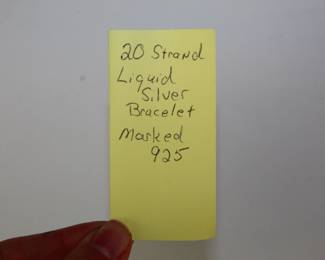 20 Strand
Liquid
Silver
Bracelet
Marked
925